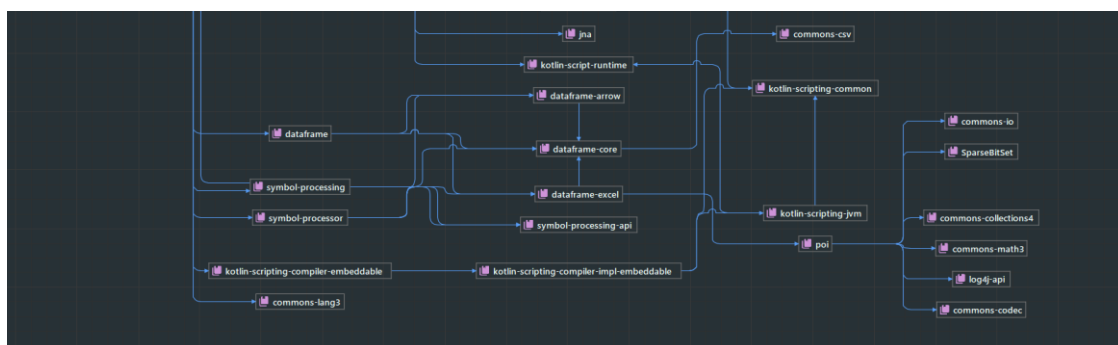 jna
commons-csv
kotlin-script-runtime
kotlin-scripting-common
dataframe-arrow
commons-io
dataframe
dataframe-core
SparseBitSet
symbol-processing
dataframe-excel
symbol-processor
kotlin-scripting-jvm
commons-collections4
symbol-processing-api
poi
commons-math3
kotlin-scripting-compiler-embeddable
kotlin-scripting-compiler-impl-embeddable
log4j-api
commons-lang3
commons-codec